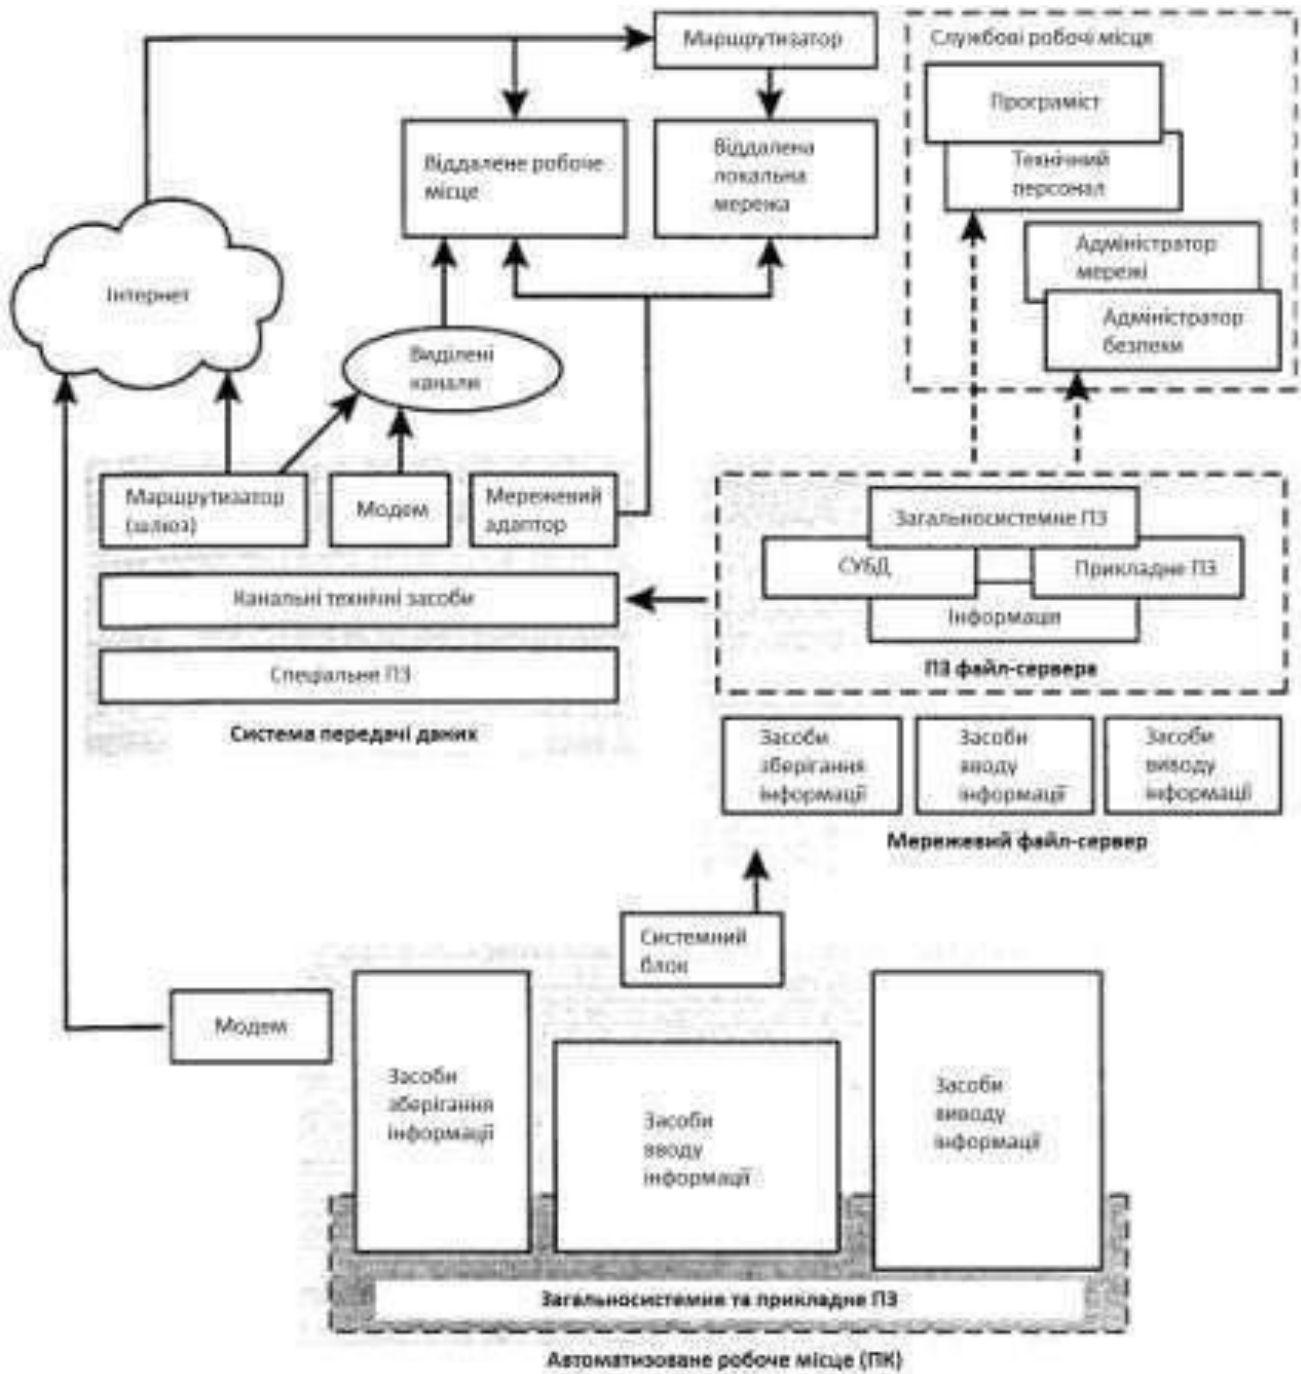 Маршрутизатор
Службові робочі місця
Програміст
Технічний
персонал
Адміністратор
мережі
Адміністратор
безпеки
Віддалене робоче
місце
Віддалена
локальна
мережа
Інтернет
Виділені
канали
Маршрутизатор
(шлюз)
Модем
Мережевий
адаптор
Канальні технічні засоби
Спеціальне ПЗ
Система передачі даних
Загальносистемне ПЗ
СУБД
Прикладне ПЗ
Інформація
ПЗ файл-сервера
Засоби
зберігання
інформації
Засоби
вводу
інформації
Засоби
виводу
інформації
Мережевий файл-сервер
Системний
блок
Модем
Засоби
зберігання
інформації
Засоби
вводу
інформації
Засоби
виводу
інформації
Загальносистемне та прикладне ПЗ
Автоматизоване робоче місце (ПК)